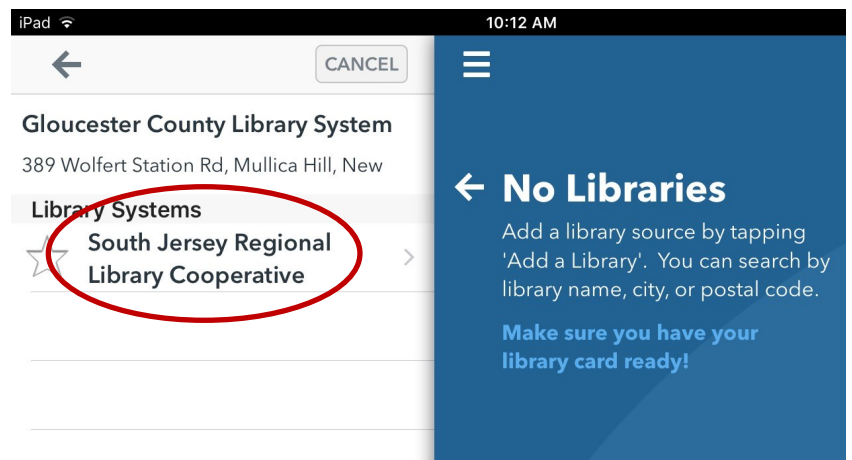 iPad
10:12 AM
CANCEL
Gloucester County Library System
389 Wolfert Station Rd, Mullica Hill, New
Library Systems
South Jersey Regional
Library Cooperative
No Libraries
Add a library source by tapping
'Add a Library'. You can search by
library name, city, or postal code.
Make sure you have your
library card ready!